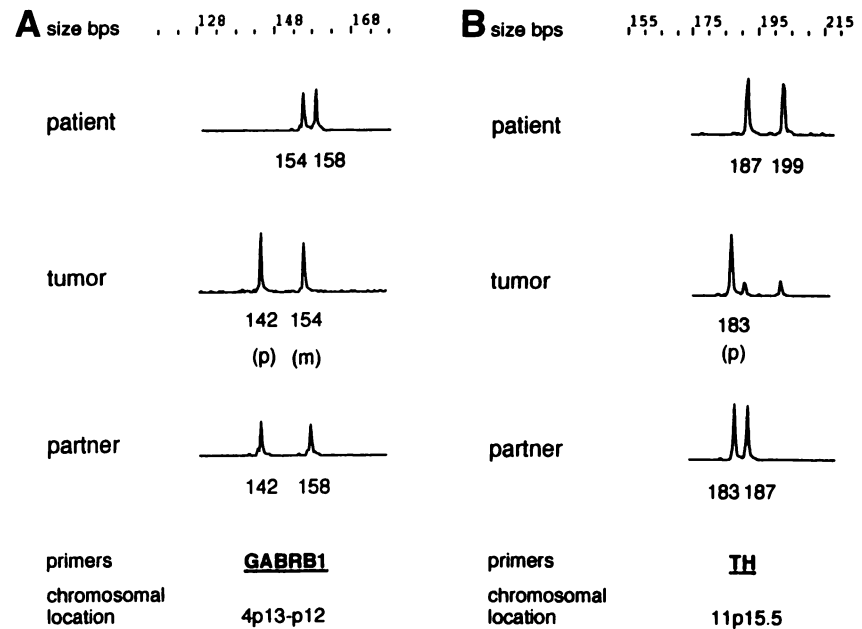 A size bps 128 148 168
patient
154 158
tumor
142 154
(p) (m)
partner
142 158
primers GABRB1
chromosomal
location 4p13-p12
B size bps 155 175 195 215
patient
187 199
tumor
183
(p)
partner
183 187
primers TH
chromosomal
location 11p15.5